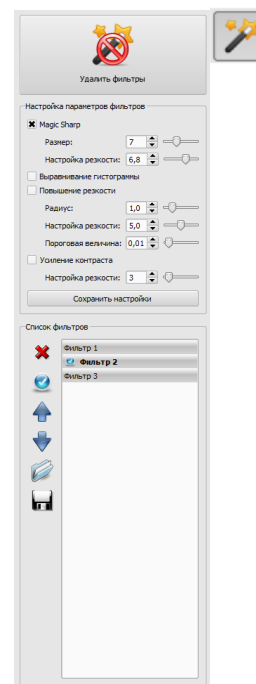 Удалить фильтры
Настройка параметров фильтров
Magic Sharp
Размер: 7
Настройка резкости: 6,8
Выравнивание гистограммы
Повышение резкости
Радиус: 1,0
Настройка резкости: 5,0
Пороговая величина: 0,01
Усиление контраста
Настройка резкости: 3
Сохранить настройки
Список фильтров
Фильтр 1
Фильтр 2
Фильтр 3